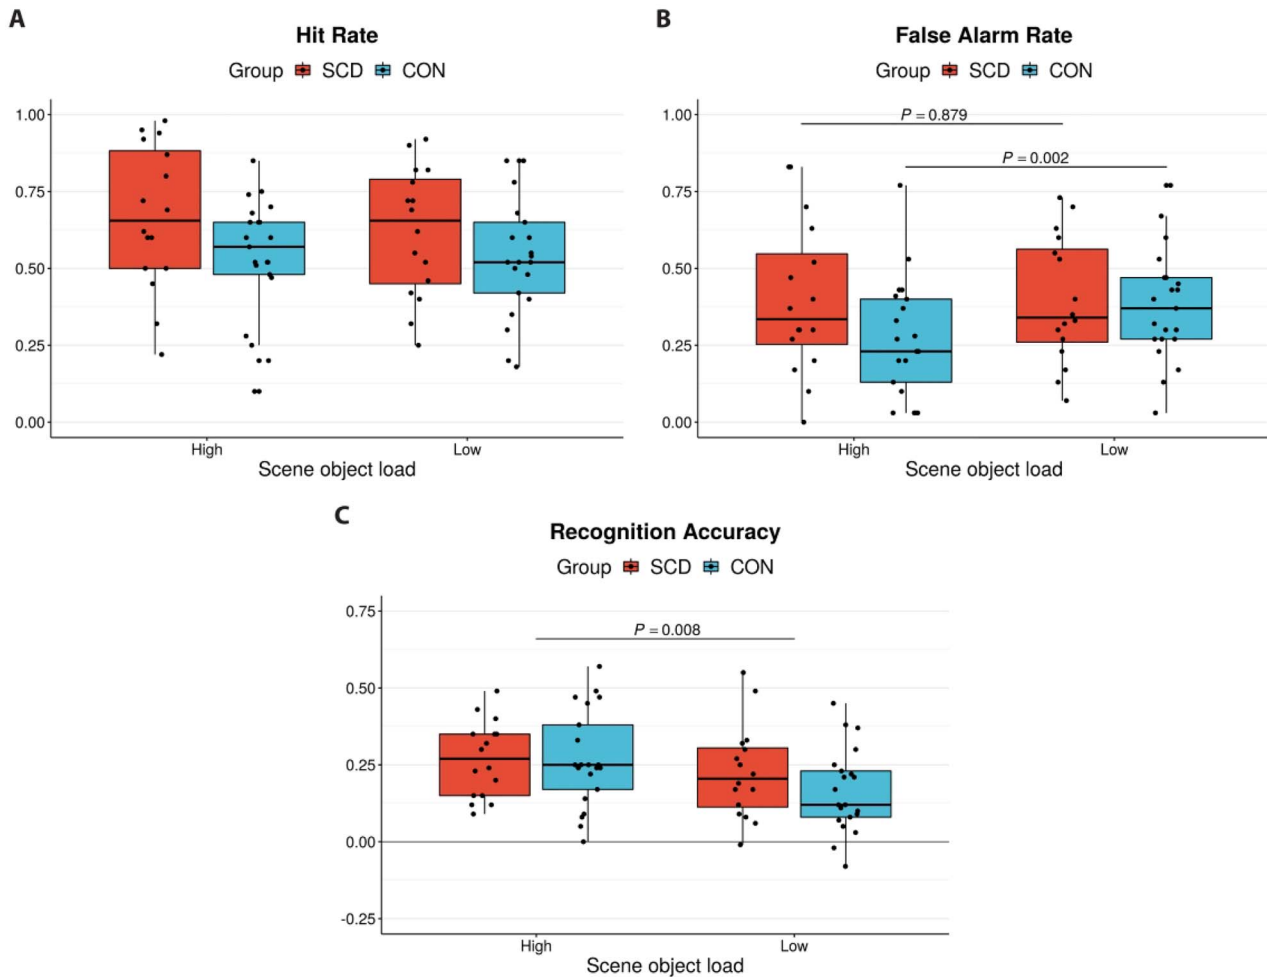 A
Hit Rate
Group SCD CON
1.00
0.75
0.50
0.25
0.00
High Low
Scene object load
B
False Alarm Rate
Group SCD CON
1.00
0.75
0.50
0.25
0.00
P = 0.879
P = 0.002
High Low
Scene object load
C
Recognition Accuracy
Group SCD CON
0.75
0.50
0.25
0.00
-0.25
P = 0.008
High Low
Scene object load